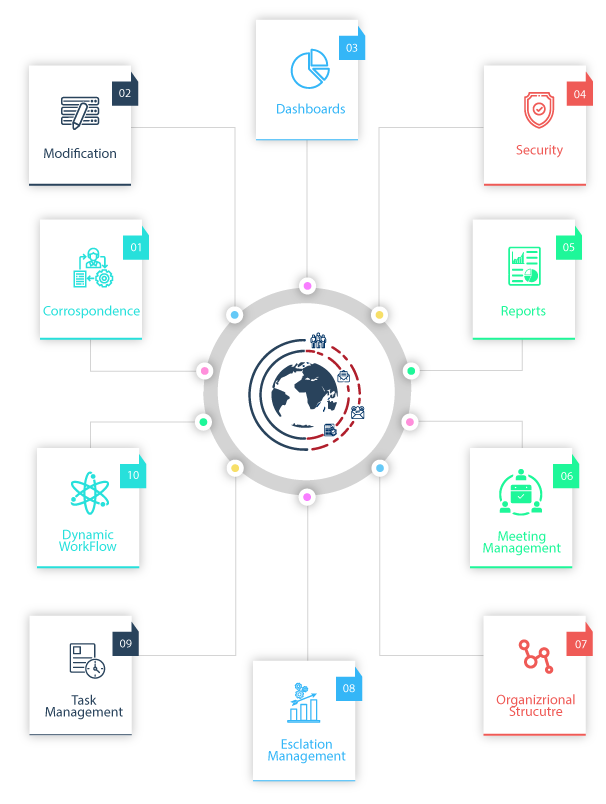 03
Dashboards
02
Modification
04
Security
01
Corrospondence
05
Reports
10
Dynamic
WorkFlow
06
Meeting
Management
09
Task
Management
07
Organizrional
Strucutre
08
Esclation
Management